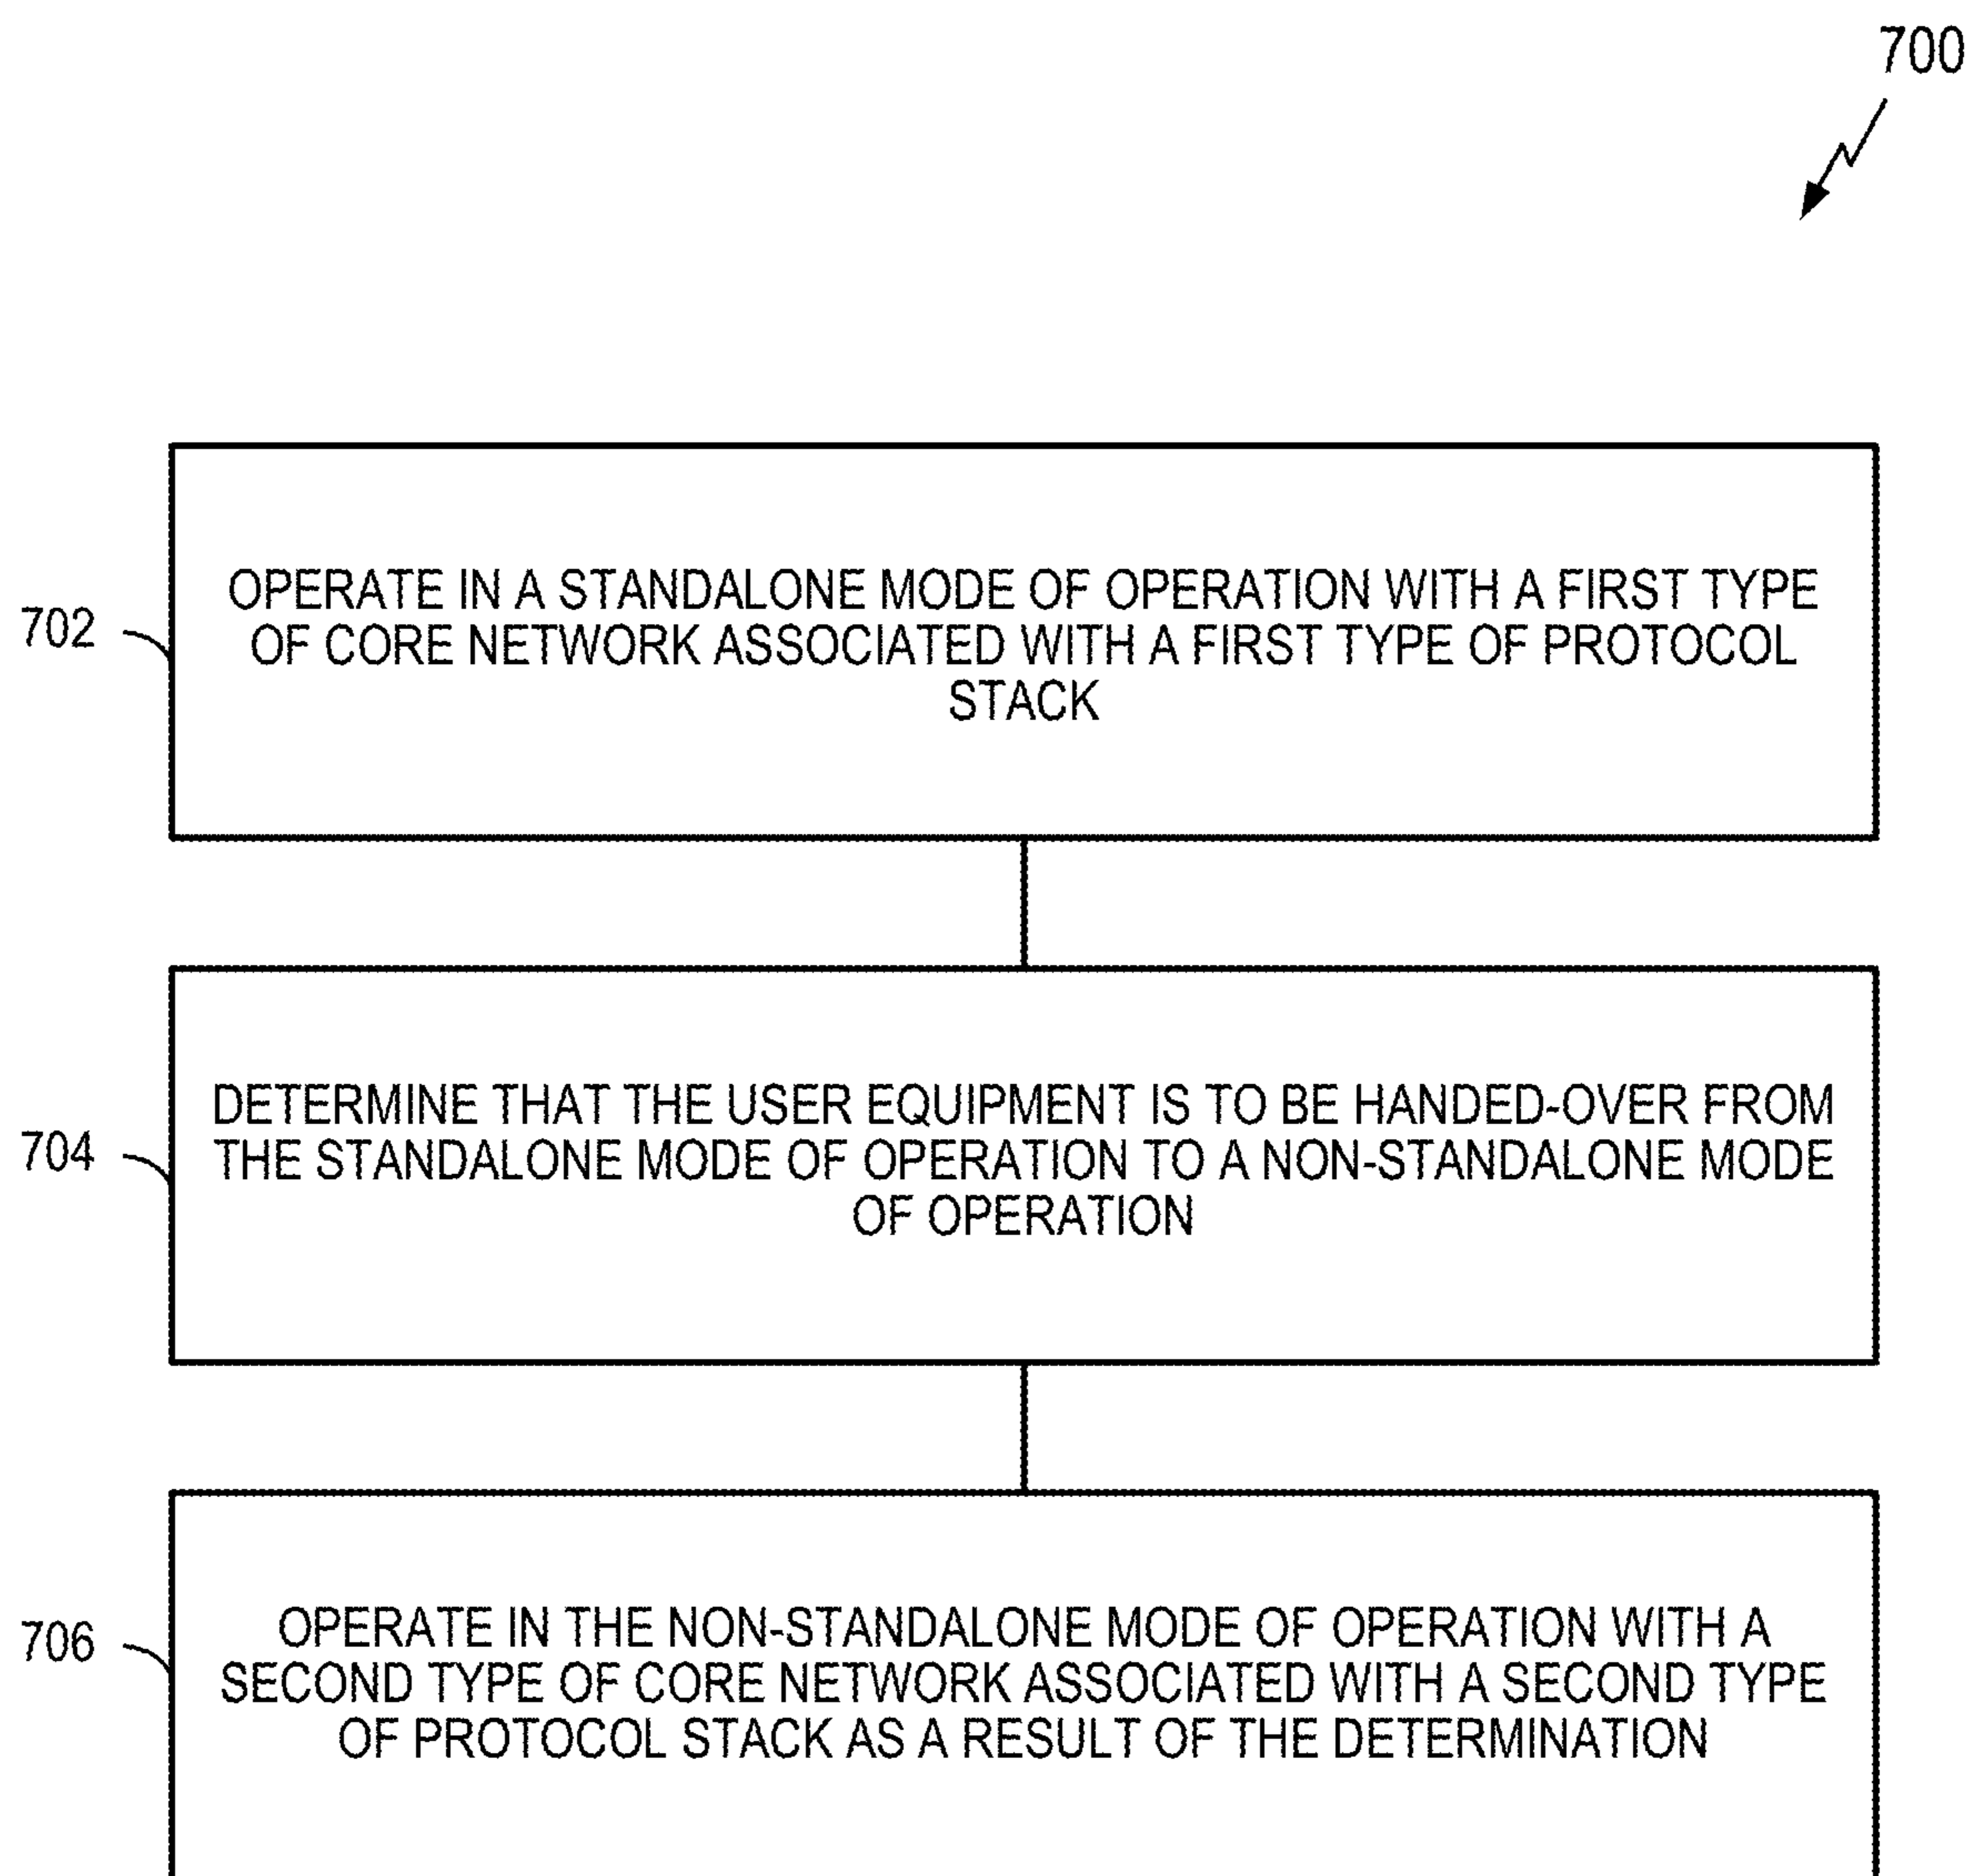 700
702
OPERATE IN A STANDALONE MODE OF OPERATION WITH A FIRST TYPE
OF CORE NETWORK ASSOCIATED WITH A FIRST TYPE OF PROTOCOL
STACK
704
DETERMINE THAT THE USER EQUIPMENT IS TO BE HANDED-OVER FROM
THE STANDALONE MODE OF OPERATION TO A NON-STANDALONE MODE
OF OPERATION
706
OPERATE IN THE NON-STANDALONE MODE OF OPERATION WITH A
SECOND TYPE OF CORE NETWORK ASSOCIATED WITH A SECOND TYPE
OF PROTOCOL STACK AS A RESULT OF THE DETERMINATION